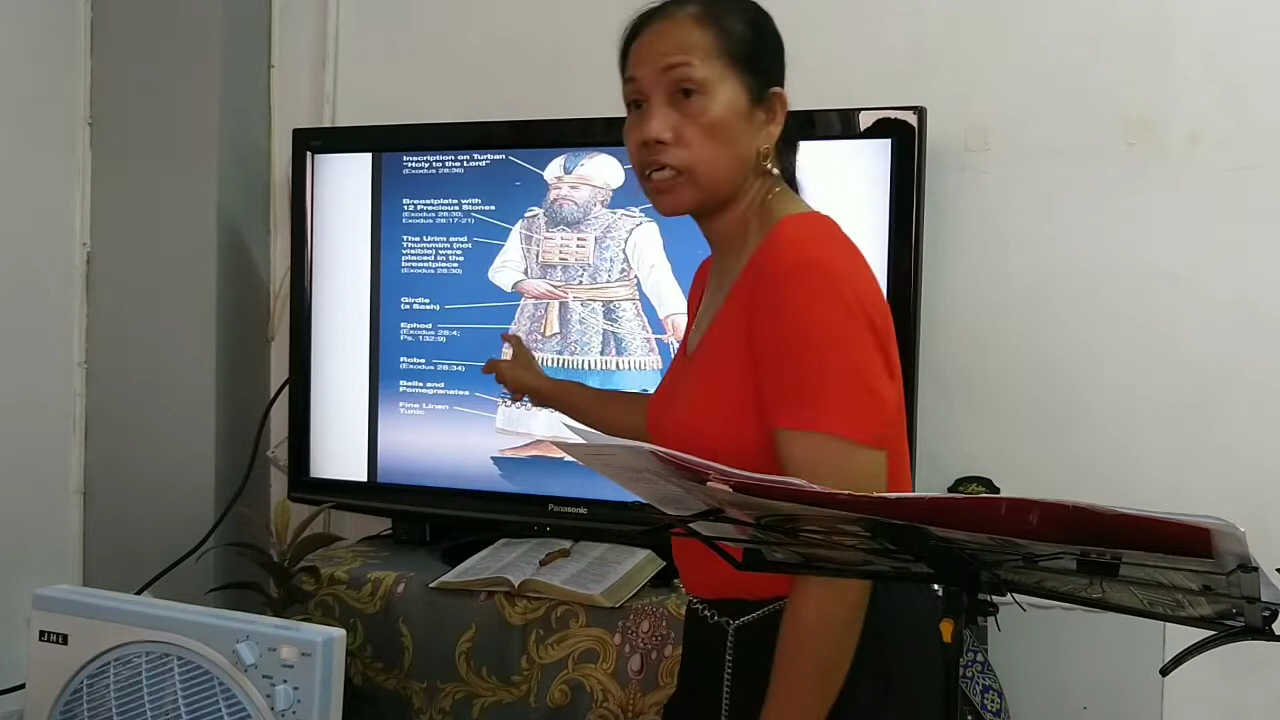 Inscription on Turban
"Holy to the Lord"
(Exodus 28:36)
Breastplate with
12 Precious Stones
(Exodus 28:30;
Exodus 28:17-21)
The Urim and
Thummim (not
visible) were
placed in the
breastpiece
(Exodus 28:30)
Girdle
(a Sash)
Ephod
(Exodus 28:4;
Ps. 132:9)
Robe
(Exodus 28:34)
Bells and
Pomegranates
Fine Linen
Tunic
Panasonic
JHE